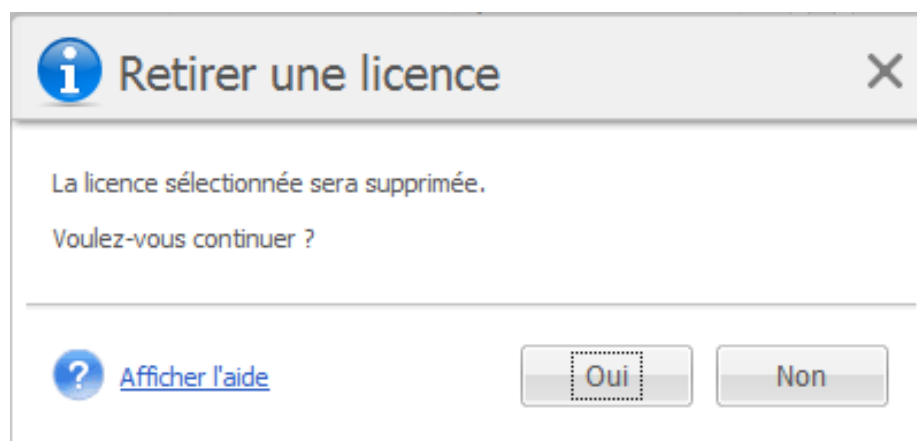 Retirer une licence
La licence sélectionnée sera supprimée.
Voulez-vous continuer ?
Afficher l'aide
Oui
Non